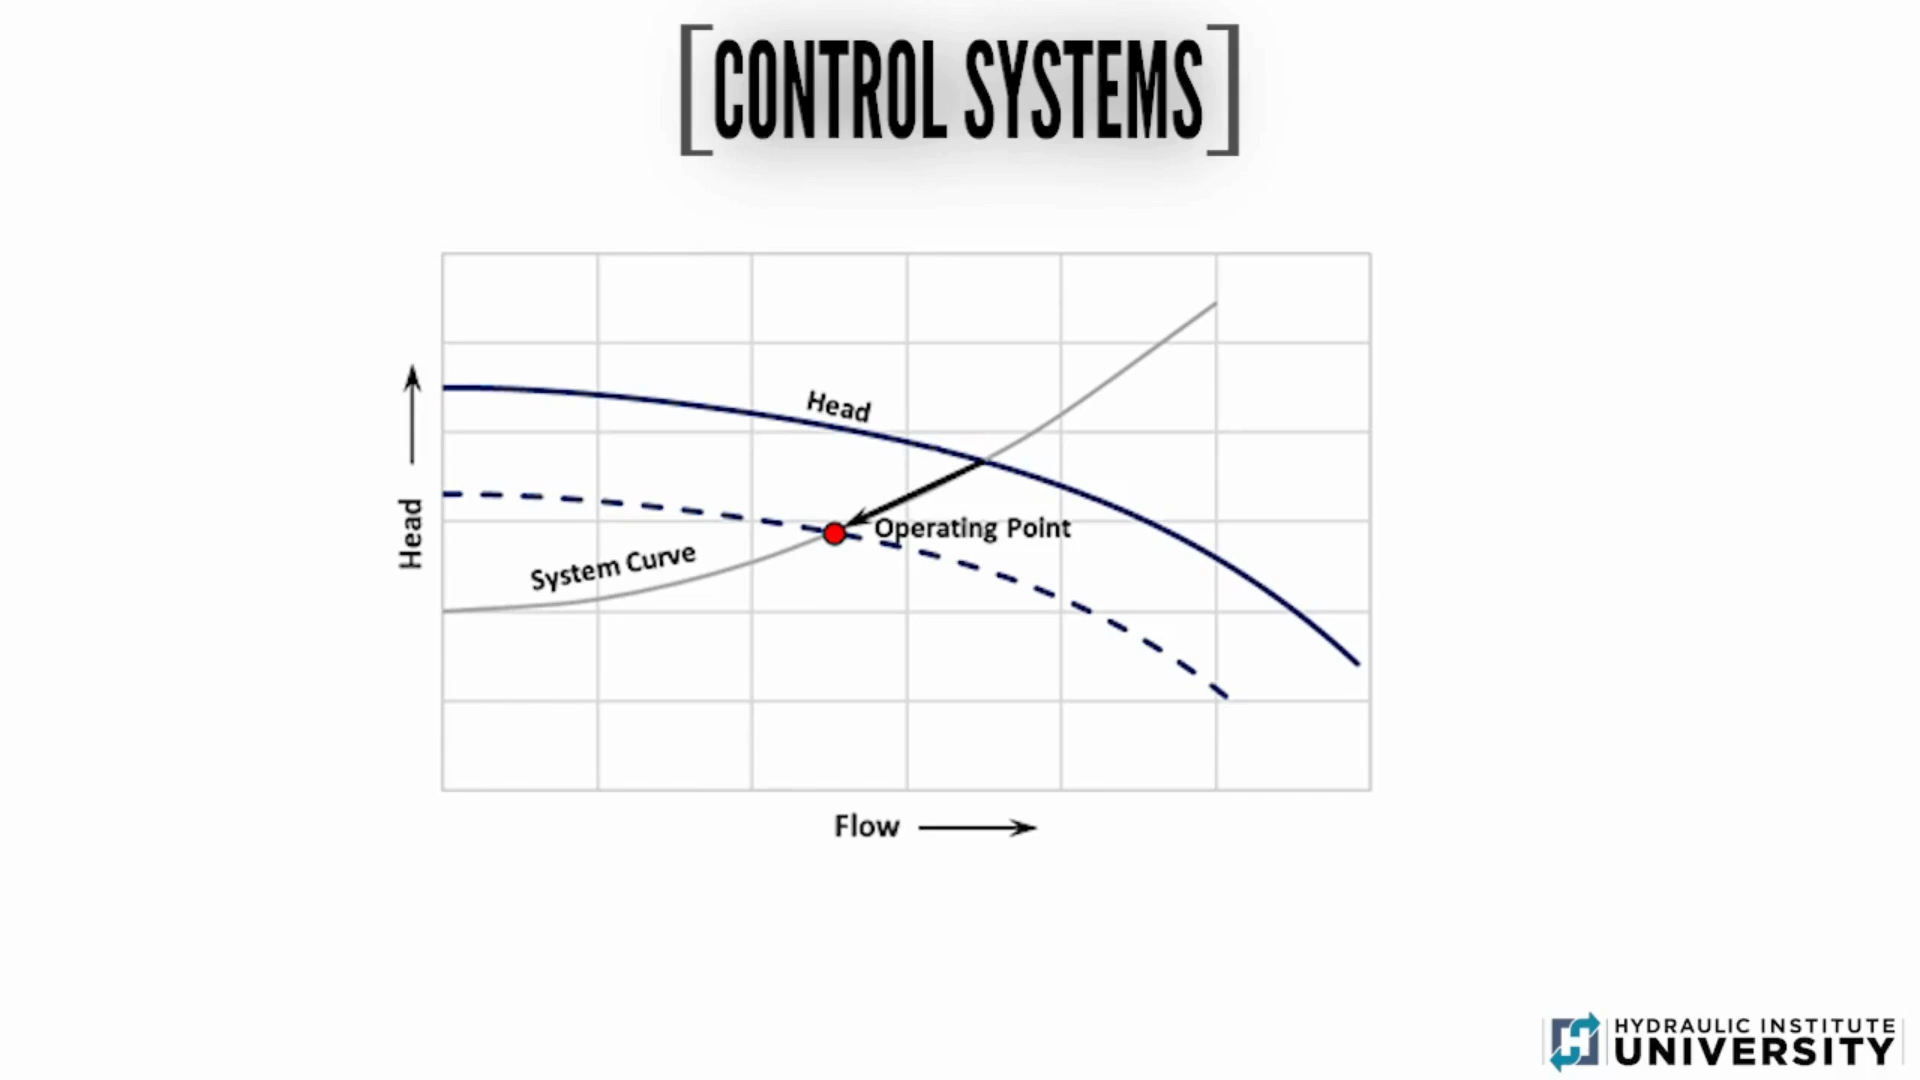 [CONTROL SYSTEMS]
Head
Operating Point
System Curve
Head
Flow
HYDRAULIC INSTITUTE
UNIVERSITY